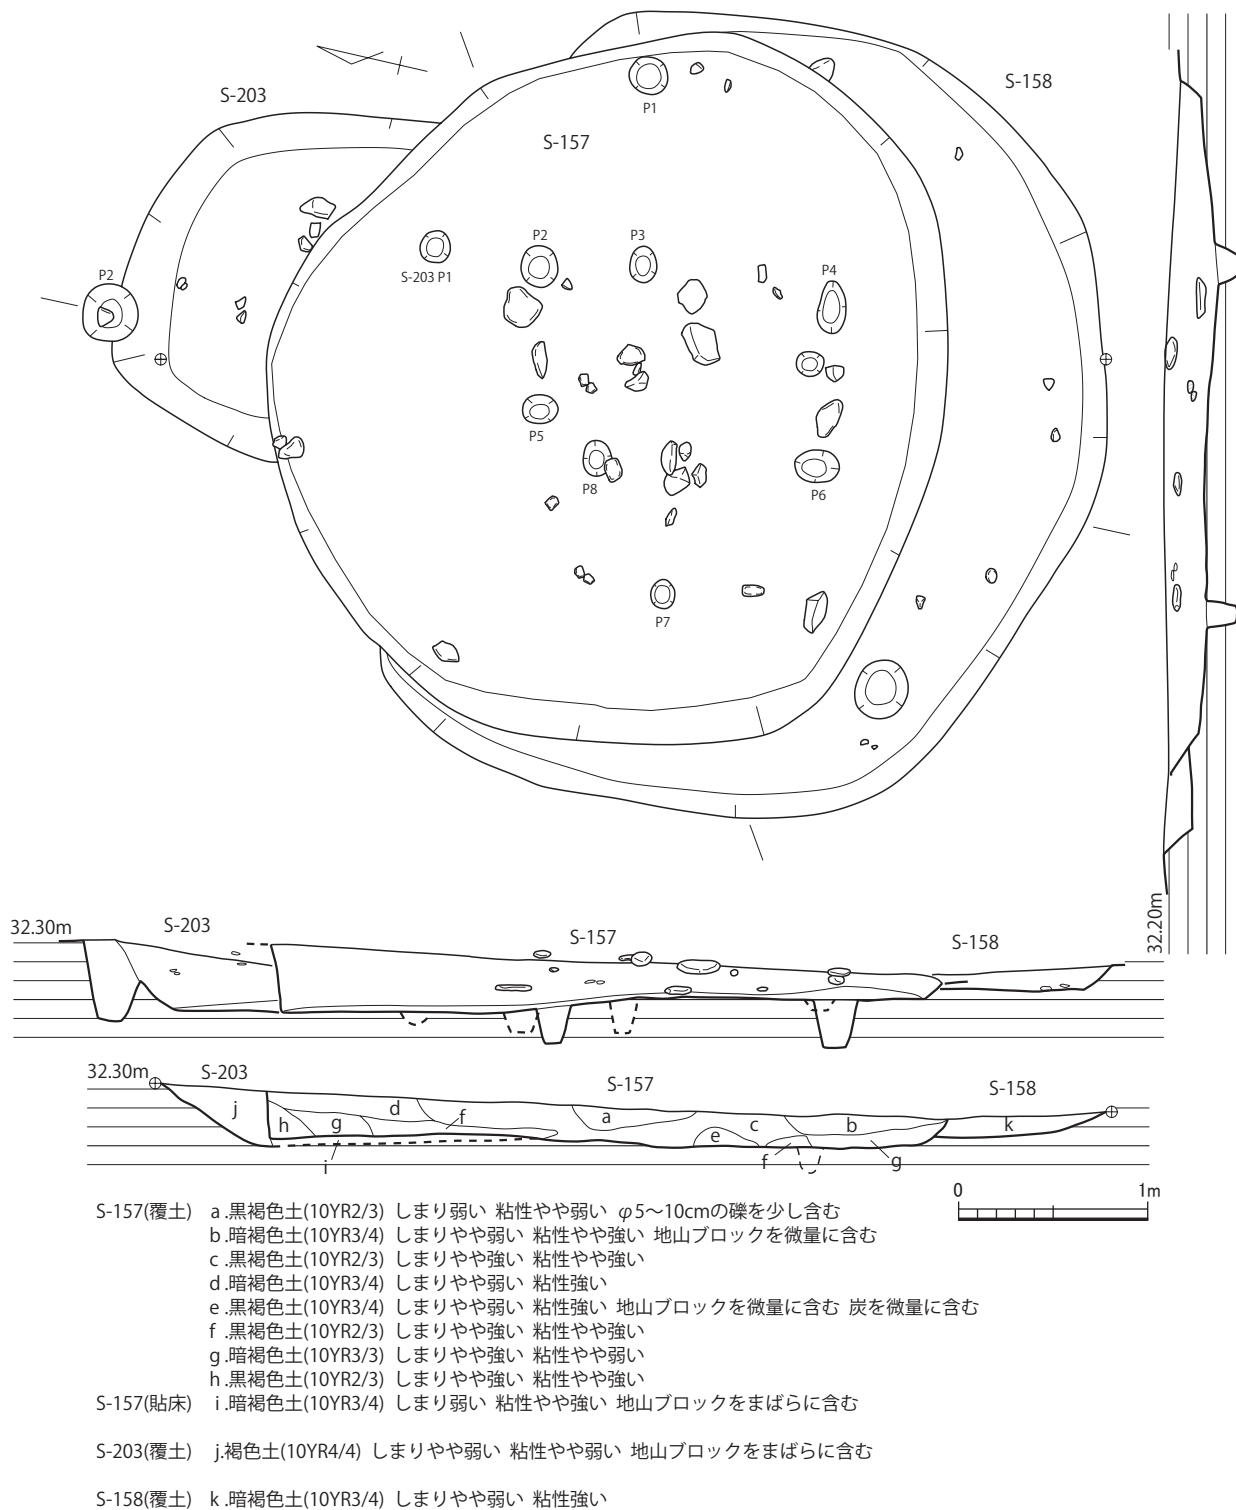 S-203
S-158
P1
S-157
P2
P3
S-203 P1
P4
P2
P5
P8
P6
P7
32.20m
32.30m
S-203
S-157
S-158
32.30m
S-203
S-157
S-158
j
h
g
d
f
a
e
c
b
k
i
f
g
0
1m
S-157(覆土) a.黒褐色土(10YR2/3) しまり弱い 粘性やや弱い φ5〜10cmの礫を少し含む
b.暗褐色土(10YR3/4) しまりやや弱い 粘性やや強い 地山ブロックを微量に含む
c.黒褐色土(10YR2/3) しまりやや強い 粘性やや強い
d.暗褐色土(10YR3/4) しまりやや弱い 粘性強い
e.黒褐色土(10YR3/4) しまりやや弱い 粘性強い 地山ブロックを微量に含む 炭を微量に含む
f.黒褐色土(10YR2/3) しまりやや強い 粘性やや強い
g.暗褐色土(10YR3/3) しまりやや強い 粘性やや弱い
h.黒褐色土(10YR2/3) しまりやや強い 粘性やや強い
S-157(貼床) i.暗褐色土(10YR3/4) しまり弱い 粘性やや強い 地山ブロックをまばらに含む
S-203(覆土) j.褐色土(10YR4/4) しまりやや弱い 粘性やや弱い 地山ブロックをまばらに含む
S-158(覆土) k.暗褐色土(10YR3/4) しまりやや弱い 粘性強い